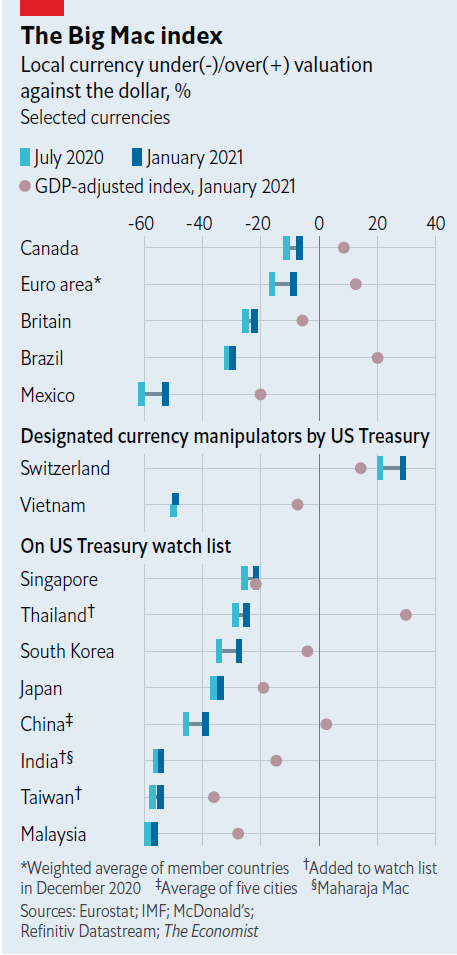 The Big Mac index
Local currency under(-)/over(+) valuation
against the dollar, %
Selected currencies
July 2020 January 2021
GDP-adjusted index, January 2021
-60 -40 -20 0 20 40
Canada
Euro area*
Britain
Brazil
Mexico
Designated currency manipulators by US Treasury
Switzerland
Vietnam
On US Treasury watch list
Singapore
Thailand†
South Korea
Japan
China‡
India†§
Taiwan†
Malaysia
*Weighted average of member countries †Added to watch list
in December 2020 ‡Average of five cities §Maharaja Mac
Sources: Eurostat; IMF; McDonald's;
Refinitiv Datastream; The Economist